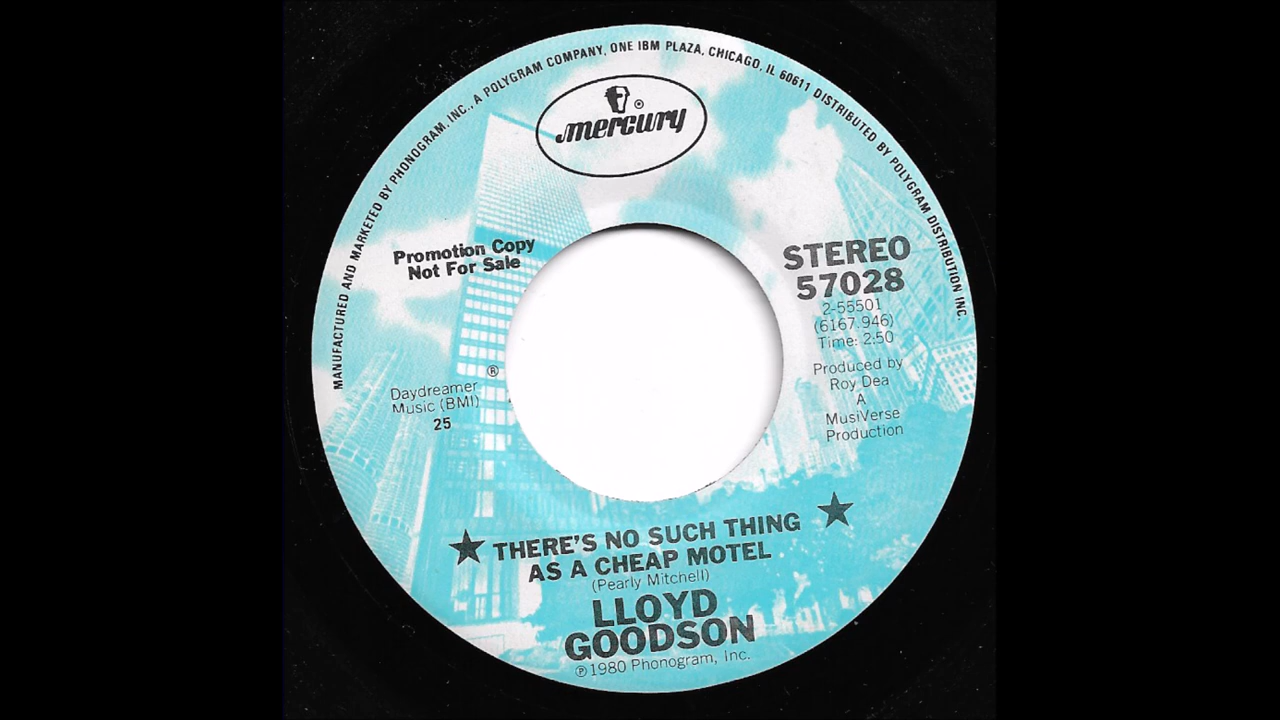 MANUFACTURED AND MARKETED BY PHONOGRAM, INC., A POLYGRAM COMPANY, ONE IBM PLAZA, CHICAGO, IL 60611 DISTRIBUTED BY POLYGRAM DISTRIBUTION INC.
mercury®
Promotion Copy
Not For Sale
STEREO
57028
2-55501
(6167.946)
Time: 2:50
Produced by
Roy Dea
A
MusiVerse
Production
®
Daydreamer
Music (BMI)
25
★ THERE'S NO SUCH THING ★
AS A CHEAP MOTEL
(Pearly Mitchell)
LLOYD
GOODSON
℗1980 Phonogram, Inc.